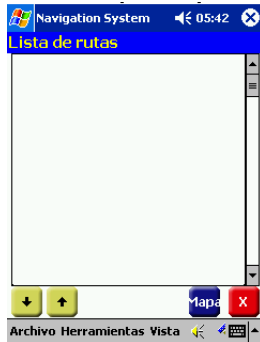 Navigation System 05:42
Lista de rutas
Mapa X
Archivo Herramientas Vista